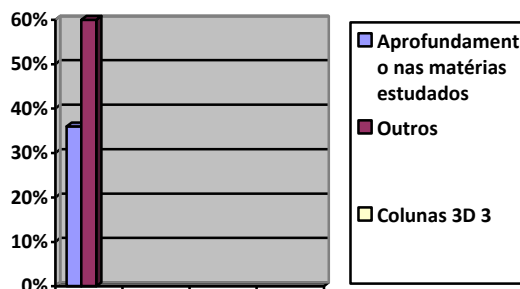 60%
50%
40%
30%
20%
10%
0%
Aprofundament
o nas matérias
estudados
Outros
Colunas 3D 3